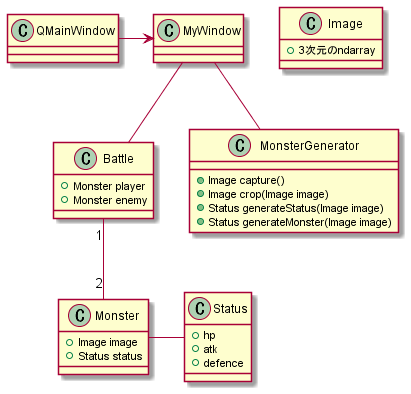 C QMainWindow
C MyWindow
C Image
3次元のndarray
C Battle
Monster player
Monster enemy
C MonsterGenerator
Image capture()
Image crop(Image image)
Status generateStatus(Image image)
Status generateMonster(Image image)
1
2
C Monster
Image image
Status status
C Status
hp
atk
defence